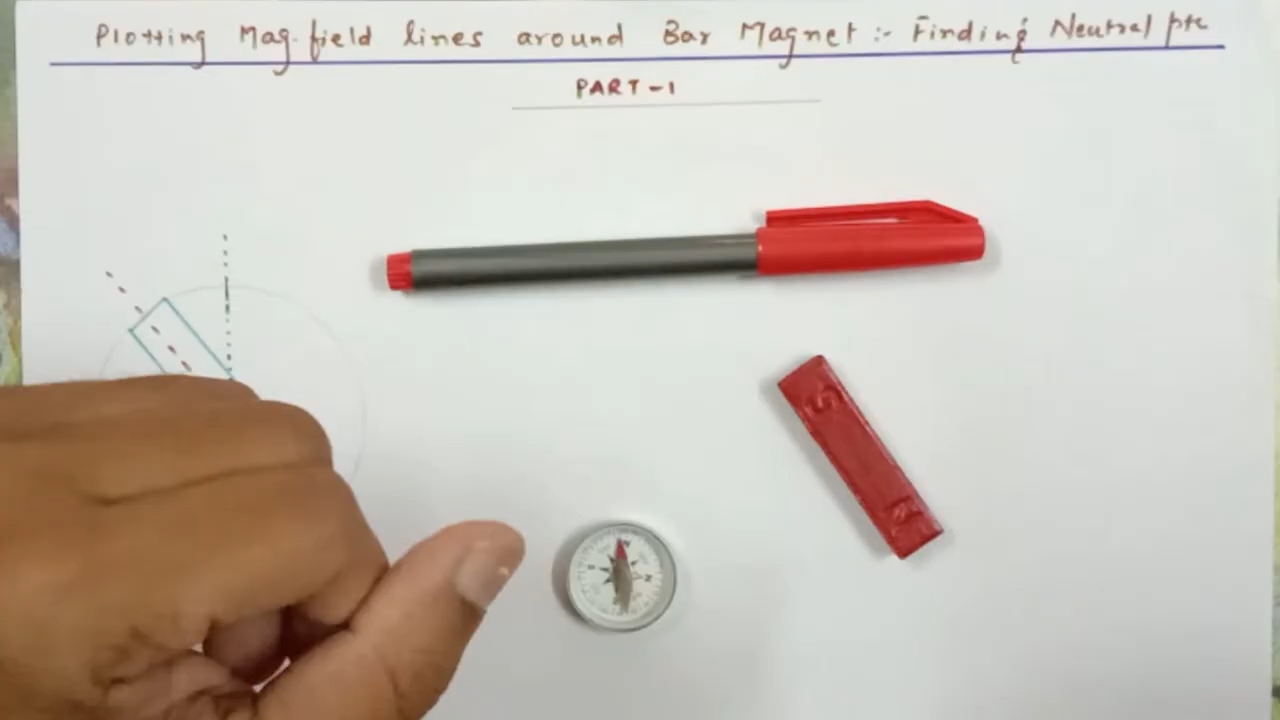 Plotting Mag. field lines around Bar Magnet :- Finding Neutral pts
PART-1
S
N